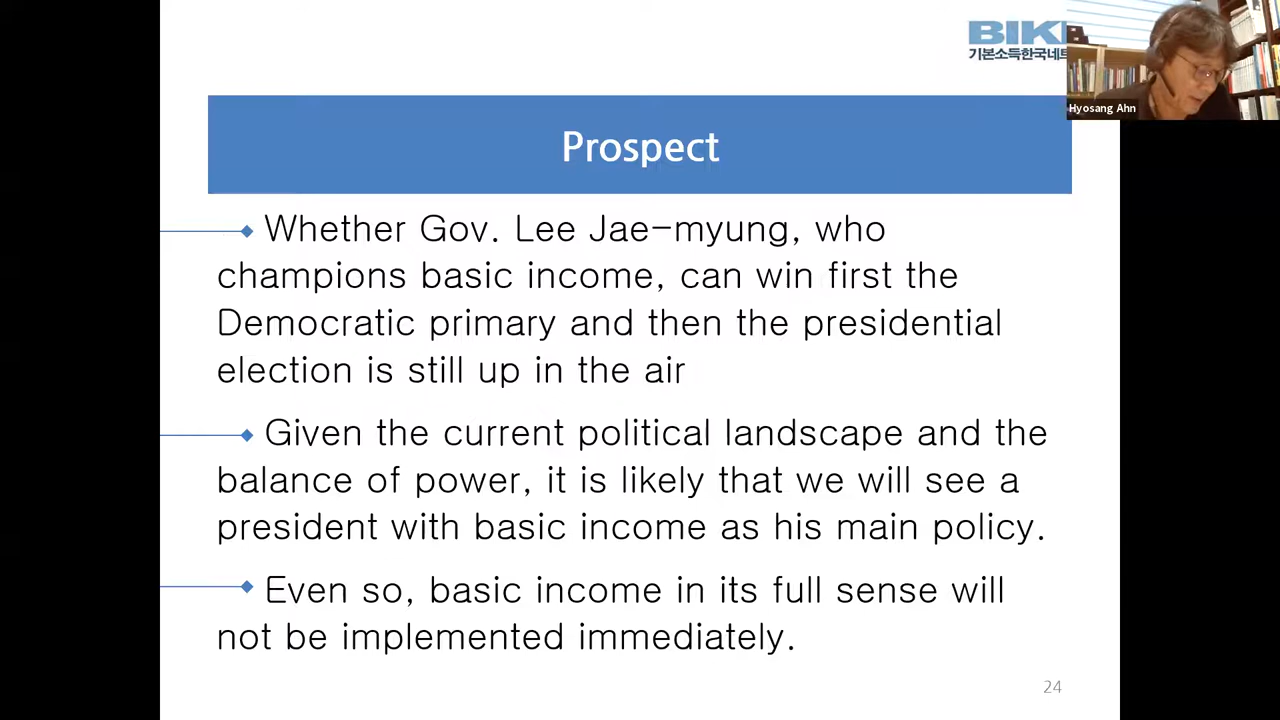 BIK
기본소득한국네트
Hyosang Ahn
Prospect
Whether Gov. Lee Jae-myung, who
champions basic income, can win first the
Democratic primary and then the presidential
election is still up in the air
Given the current political landscape and the
balance of power, it is likely that we will see a
president with basic income as his main policy.
Even so, basic income in its full sense will
not be implemented immediately.
24